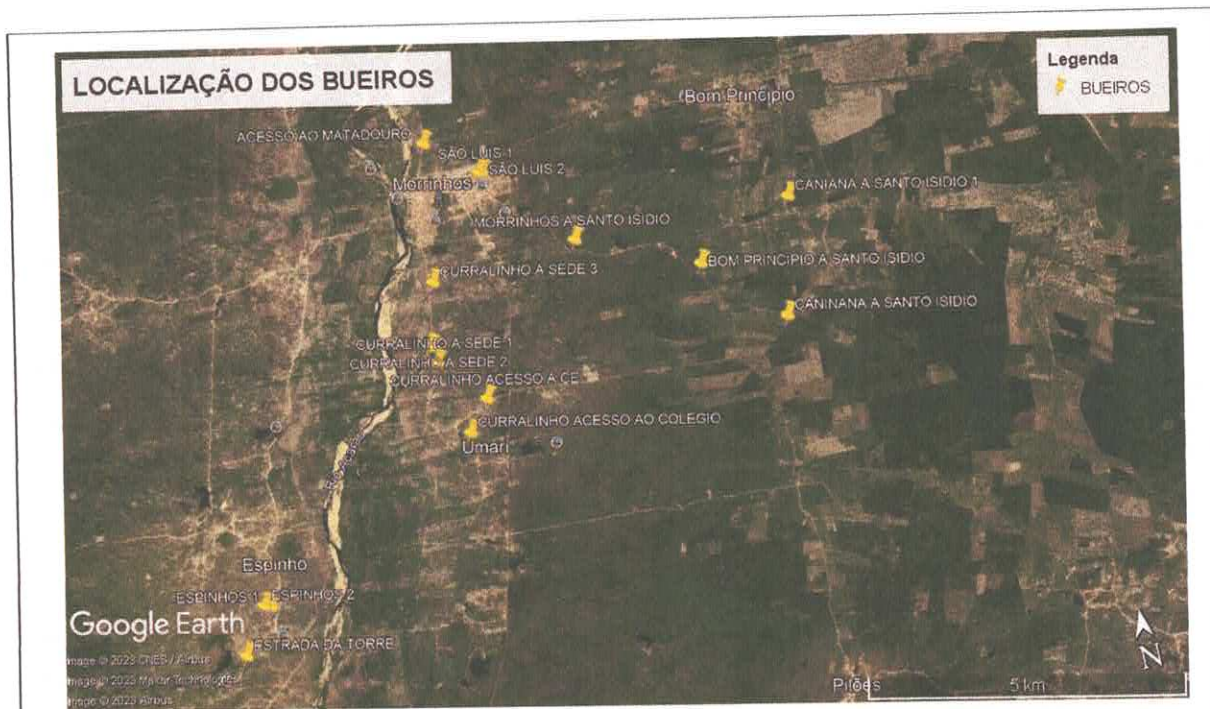 LOCALIZAÇÃO DOS BUEIROS
Legenda
BUEIROS
Bom Princípio
ACESSO AO MATADOURO
SÃO LUIS 1
SÃO LUIS 2
Morrinhos
CANIANA A SANTO ISIDIO 1
MORRINHOS A SANTO ISIDIO
BOM PRINCIPIO A SANTO ISIDIO
CURRALINHO A SEDE 3
CANINANA A SANTO ISIDIO
CURRALINHO A SEDE 1
CURRALINHO A SEDE 2
CURRALINHO ACESSO A CE
CURRALINHO ACESSO AO COLEGIO
Umari
Espinho
ESPINHOS 1
ESPINHOS 2
Google Earth
ESTRADA DA TORRE
Image © 2023 CNES / Airbus
Image © 2023 Maxar Technologies
Image © 2023 Airbus
Pitões
5 km
N